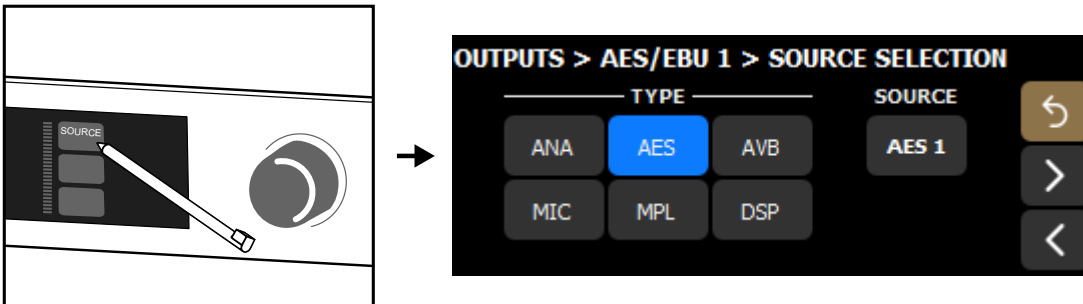 SOURCE
OUTPUTS > AES/EBU 1 > SOURCE SELECTION
TYPE
SOURCE
ANA
AES
AVB
AES 1
MIC
MPL
DSP